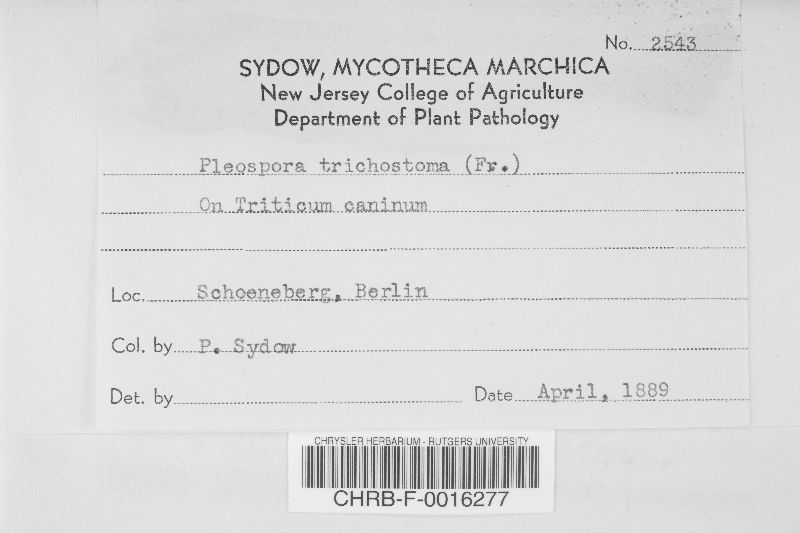 No. 2543
SYDOW, MYCOTHECA MARCHICA
New Jersey College of Agriculture
Department of Plant Pathology
Pleospora trichostoma (Fr.)
On Triticum caninum
Loc. Schoeneberg, Berlin
Col. by P. Sydow
Det. by Date April, 1889
CHRYSLER HERBARIUM - RUTGERS UNIVERSITY
CHRB-F-0016277